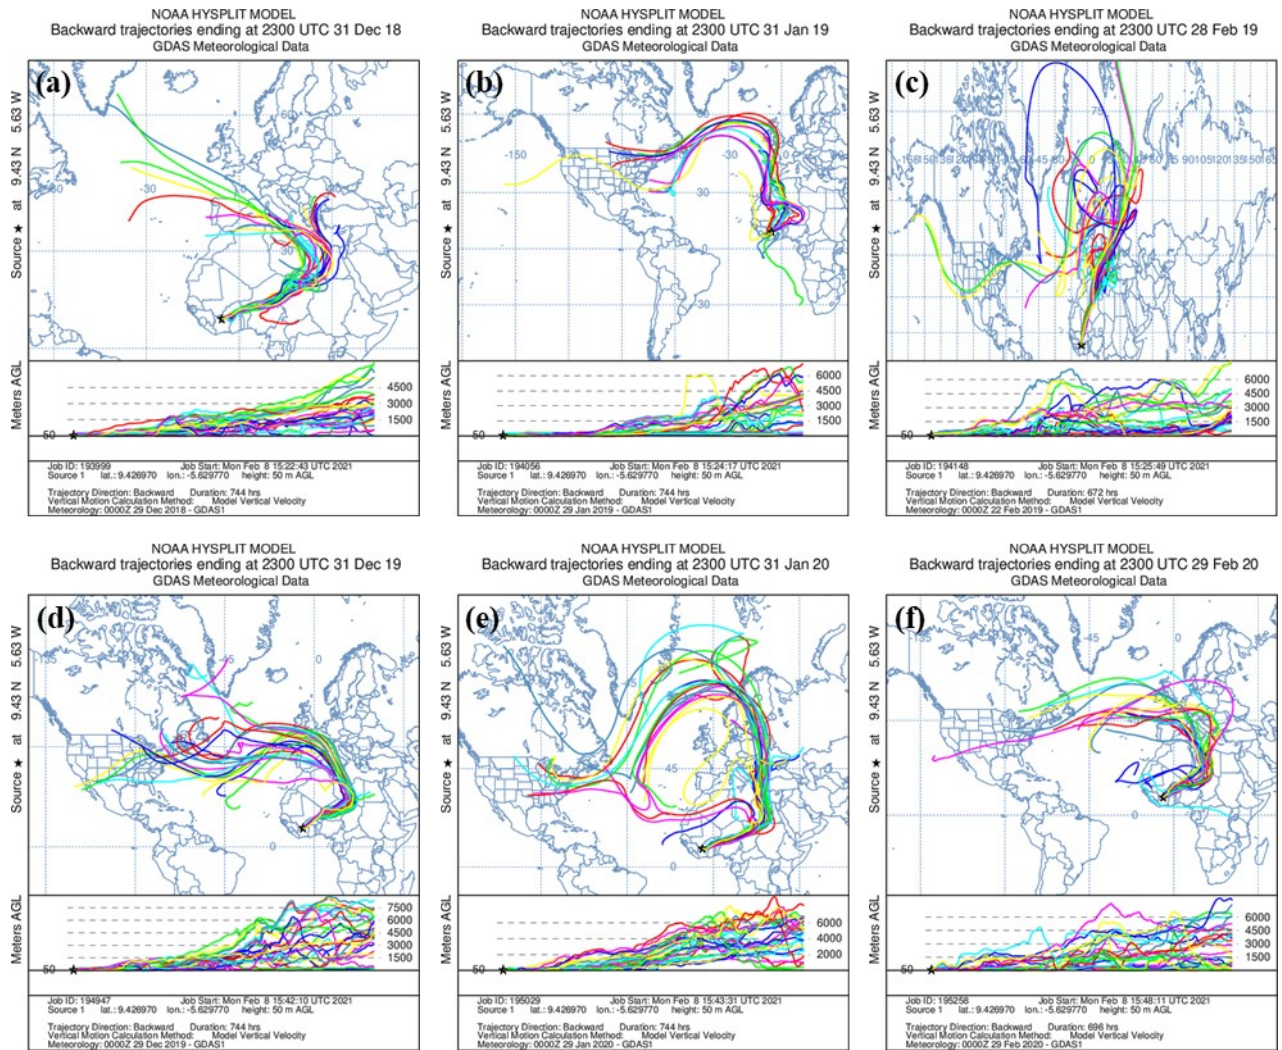 NOAA HYSPLIT MODEL
Backward trajectories ending at 2300 UTC 31 Dec 18
GDAS Meteorological Data
(a)
Source ★ at 9.43 N 5.63 W
-30
30
Meters AGL
4500
3000
1500
50
Job ID: 193999 Job Start: Mon Feb 8 15:22:43 UTC 2021
Source 1 lat.: 9.426970 lon.: -5.629770 height: 50 m AGL
Trajectory Direction: Backward Duration: 744 hrs
Vertical Motion Calculation Method: Model Vertical Velocity
Meteorology: 0000Z 29 Dec 2018 - GDAS1
NOAA HYSPLIT MODEL
Backward trajectories ending at 2300 UTC 31 Jan 19
GDAS Meteorological Data
(b)
Source ★ at 9.43 N 5.63 W
-150
-30
30
0
-30
Meters AGL
6000
4500
3000
1500
50
Job ID: 194056 Job Start: Mon Feb 8 15:24:17 UTC 2021
Source 1 lat.: 9.426970 lon.: -5.629770 height: 50 m AGL
Trajectory Direction: Backward Duration: 744 hrs
Vertical Motion Calculation Method: Model Vertical Velocity
Meteorology: 0000Z 29 Jan 2019 - GDAS1
NOAA HYSPLIT MODEL
Backward trajectories ending at 2300 UTC 28 Feb 19
GDAS Meteorological Data
(c)
Source ★ at 9.43 N 5.63 W
Meters AGL
6000
4500
3000
1500
50
Job ID: 194148 Job Start: Mon Feb 8 15:25:49 UTC 2021
Source 1 lat.: 9.426970 lon.: -5.629770 height: 50 m AGL
Trajectory Direction: Backward Duration: 672 hrs
Vertical Motion Calculation Method: Model Vertical Velocity
Meteorology: 0000Z 22 Feb 2019 - GDAS1
NOAA HYSPLIT MODEL
Backward trajectories ending at 2300 UTC 31 Dec 19
GDAS Meteorological Data
(d)
Source ★ at 9.43 N 5.63 W
0
0
Meters AGL
7500
6000
4500
3000
1500
50
Job ID: 194947 Job Start: Mon Feb 8 15:42:10 UTC 2021
Source 1 lat.: 9.426970 lon.: -5.629770 height: 50 m AGL
Trajectory Direction: Backward Duration: 744 hrs
Vertical Motion Calculation Method: Model Vertical Velocity
Meteorology: 0000Z 29 Dec 2019 - GDAS1
NOAA HYSPLIT MODEL
Backward trajectories ending at 2300 UTC 31 Jan 20
GDAS Meteorological Data
(e)
Source ★ at 9.43 N 5.63 W
45
0
Meters AGL
6000
4000
2000
50
Job ID: 195029 Job Start: Mon Feb 8 15:43:31 UTC 2021
Source 1 lat.: 9.426970 lon.: -5.629770 height: 50 m AGL
Trajectory Direction: Backward Duration: 744 hrs
Vertical Motion Calculation Method: Model Vertical Velocity
Meteorology: 0000Z 29 Jan 2020 - GDAS1
NOAA HYSPLIT MODEL
Backward trajectories ending at 2300 UTC 29 Feb 20
GDAS Meteorological Data
(f)
Source ★ at 9.43 N 5.63 W
-45
0
0
Meters AGL
6000
4500
3000
1500
50
Job ID: 195258 Job Start: Mon Feb 8 15:48:11 UTC 2021
Source 1 lat.: 9.426970 lon.: -5.629770 height: 50 m AGL
Trajectory Direction: Backward Duration: 696 hrs
Vertical Motion Calculation Method: Model Vertical Velocity
Meteorology: 0000Z 29 Feb 2020 - GDAS1